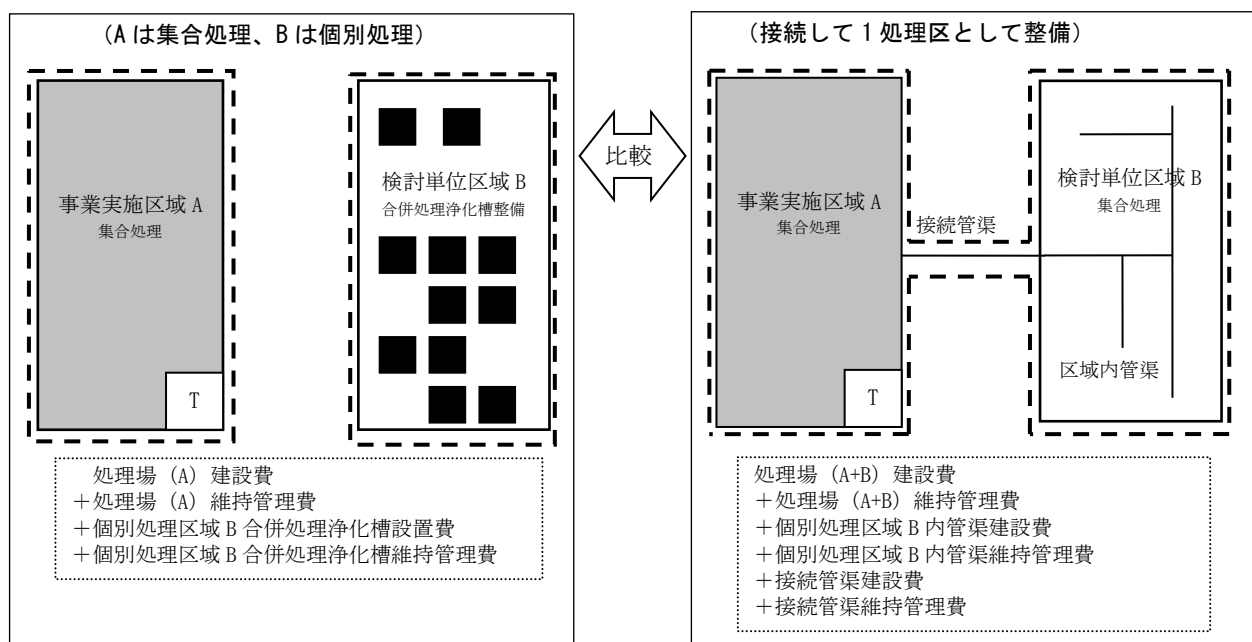 (Aは集合処理、Bは個別処理)
事業実施区域 A
集合処理
T
検討単位区域 B
合併処理浄化槽整備
処理場 (A) 建設費
+処理場 (A) 維持管理費
+個別処理区域 B 合併処理浄化槽設置費
+個別処理区域 B 合併処理浄化槽維持管理費
比較
(接続して1処理区として整備)
事業実施区域 A
集合処理
T
接続管渠
検討単位区域 B
集合処理
区域内管渠
処理場 (A+B) 建設費
+処理場 (A+B) 維持管理費
+個別処理区域 B 内管渠建設費
+個別処理区域 B 内管渠維持管理費
+接続管渠建設費
+接続管渠維持管理費